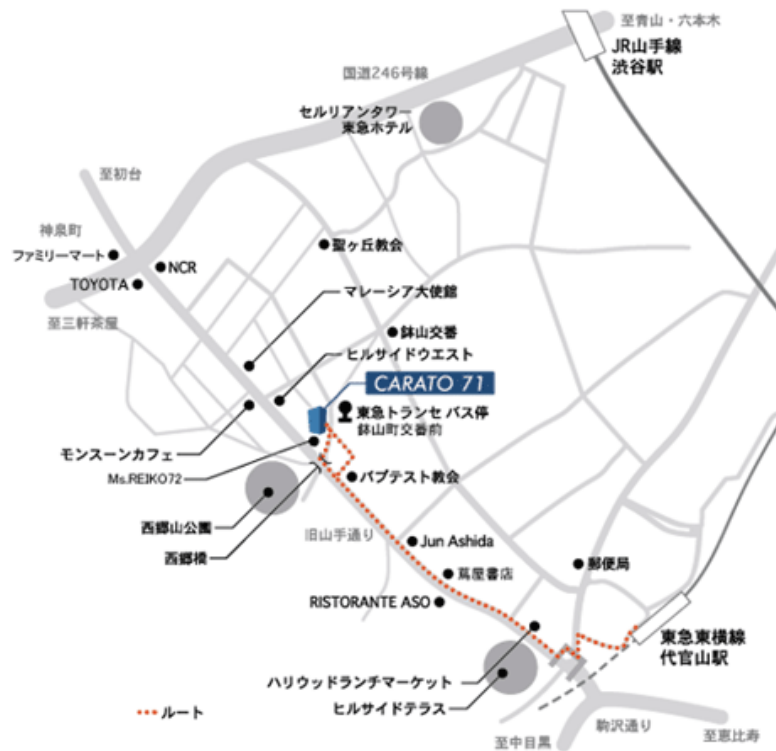 至青山・六本木
JR山手線
渋谷駅
国道246号線
セルリアンタワー
東急ホテル
至初台
神泉町
ファミリーマート
NCR
TOYOTA
至三軒茶屋
聖ヶ丘教会
マレーシア大使館
鉢山交番
ヒルサイドウエスト
CARATO 71
東急トランセ バス停
鉢山町交番前
モンスーンカフェ
Ms.REIKO72
バプテスト教会
西郷山公園
旧山手通り
西郷橋
Jun Ashida
蔦屋書店
郵便局
RISTORANTE ASO
東急東横線
代官山駅
ハリウッドランチマーケット
ヒルサイドテラス
ルート
駒沢通り
至中目黒
至恵比寿